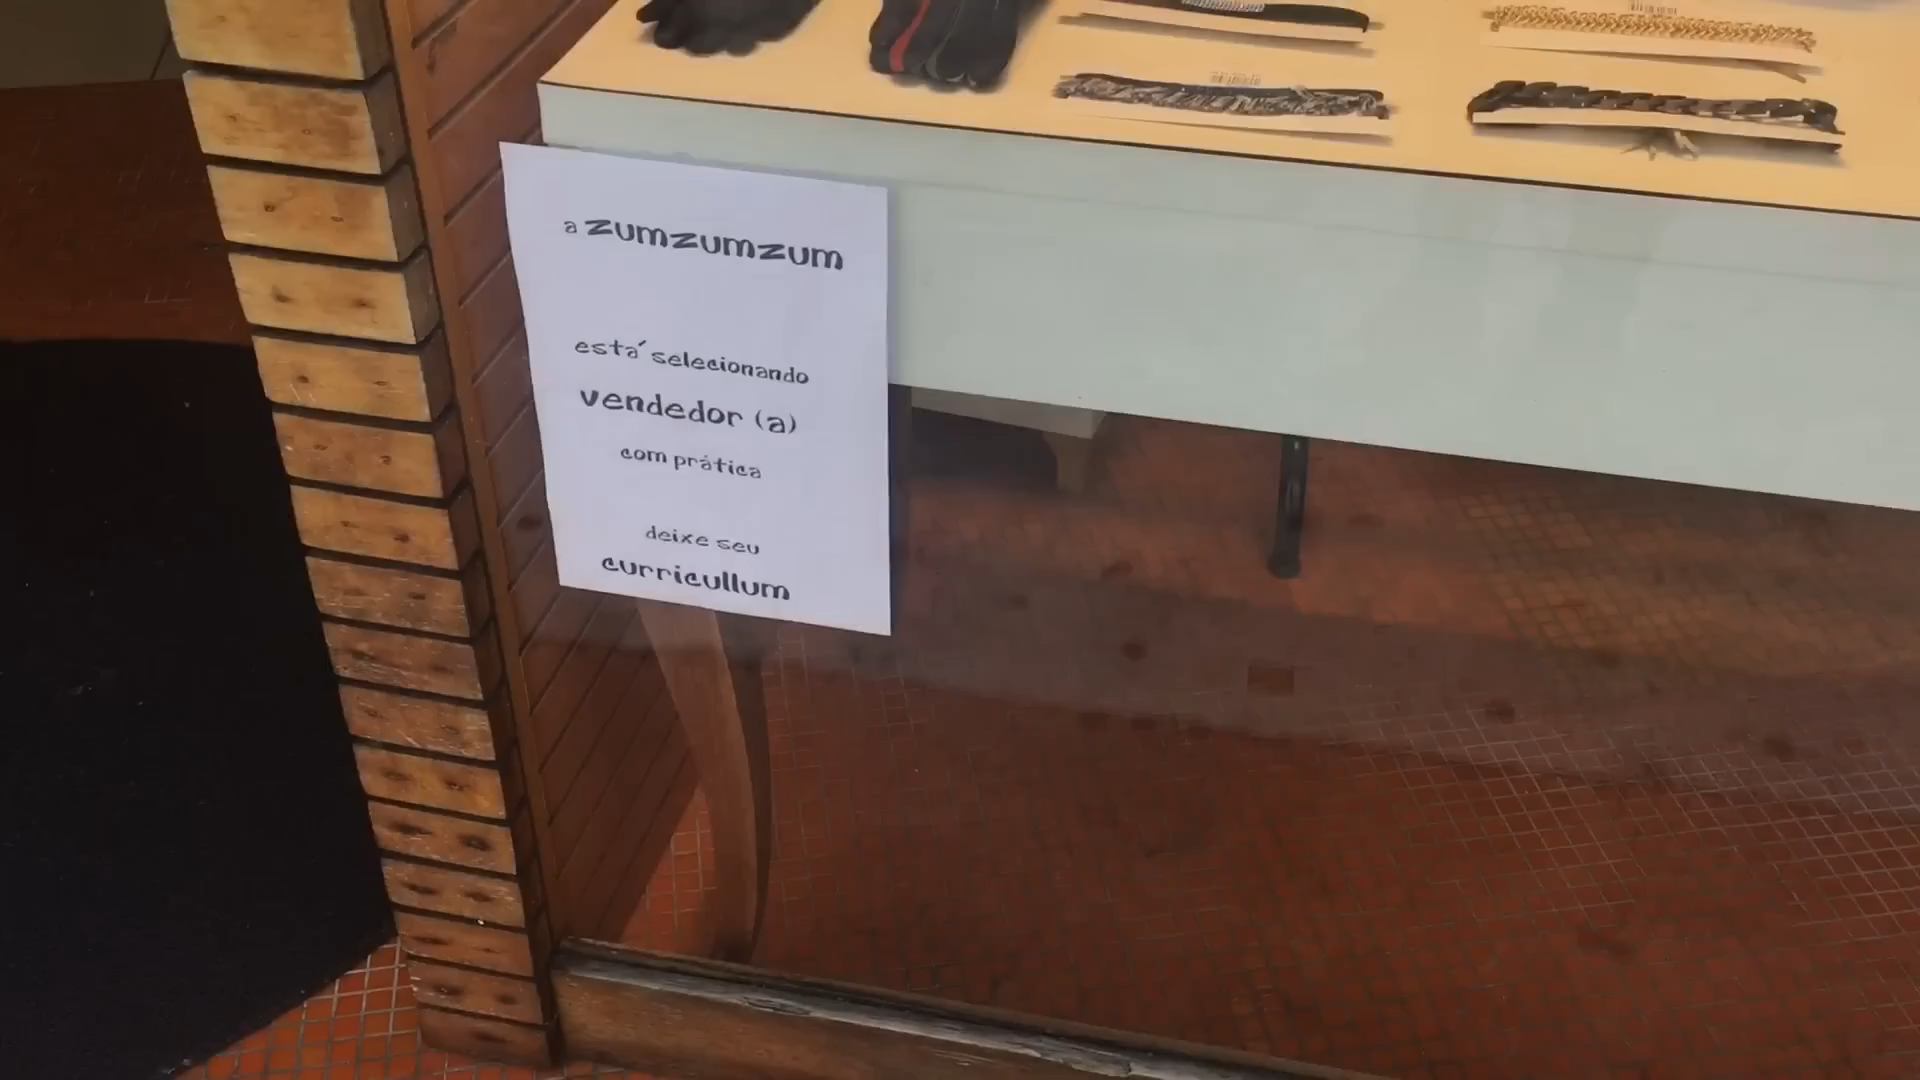 a zumzumzum
está selecionando
vendedor (a)
com prática
deixe seu
curricullum